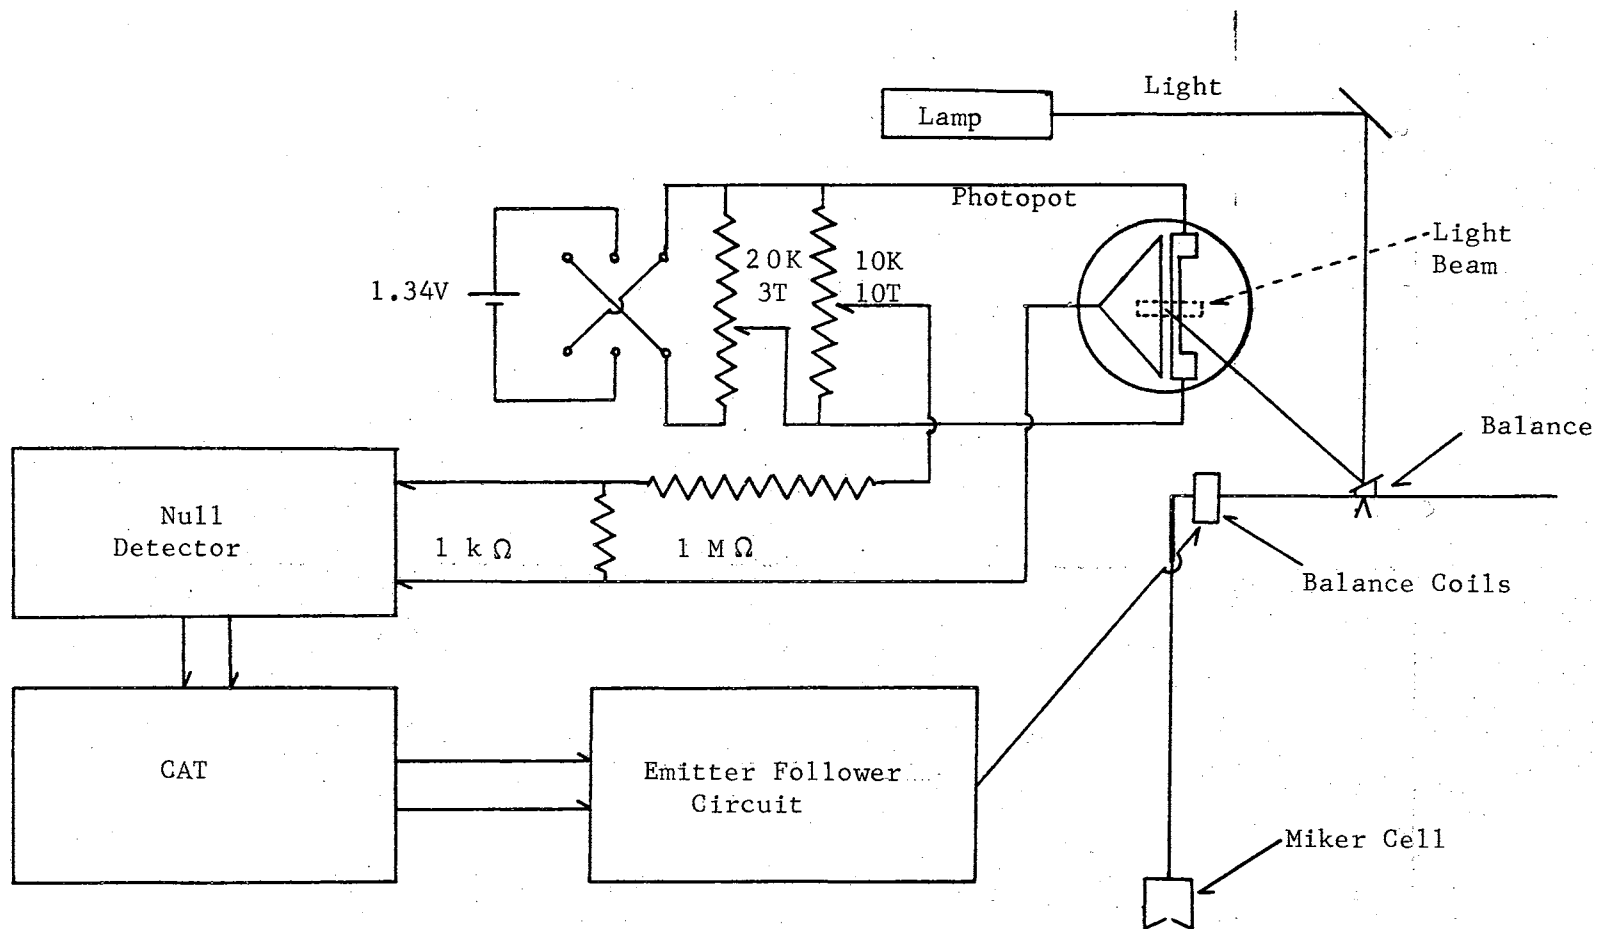 Light
Lamp
Photopot
Light
Beam
20K
3T
10K
10T
1.34V
Balance
Null
Detector
1 kΩ
1 MΩ
Balance Coils
CAT
Emitter Follower
Circuit
Miker Cell